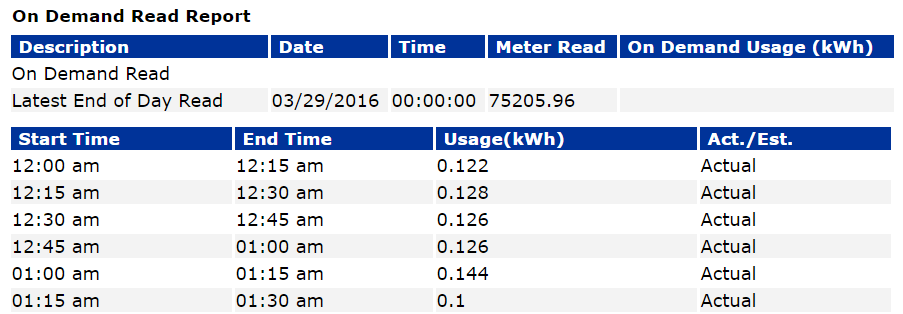 On Demand Read Report
Description Date Time Meter Read On Demand Usage (kWh)
On Demand Read
Latest End of Day Read 03/29/2016 00:00:00 75205.96
Start Time End Time Usage(kWh) Act./Est.
12:00 am 12:15 am 0.122 Actual
12:15 am 12:30 am 0.128 Actual
12:30 am 12:45 am 0.126 Actual
12:45 am 01:00 am 0.126 Actual
01:00 am 01:15 am 0.144 Actual
01:15 am 01:30 am 0.1 Actual